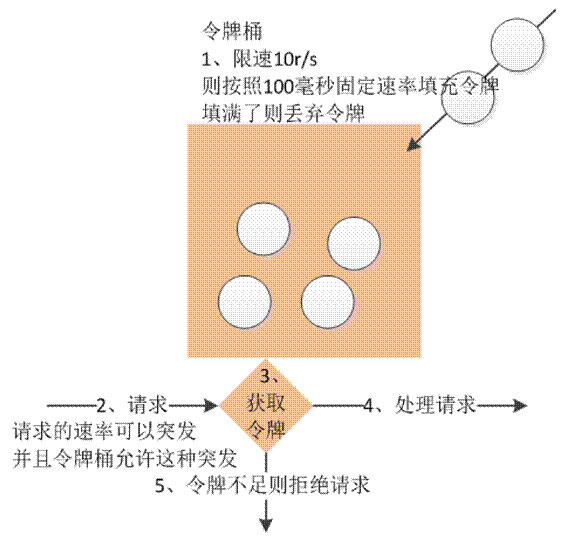 令牌桶
1、限速10r/s
则按照100毫秒固定速率填充令牌
填满了则丢弃令牌
3、
获取
令牌
2、请求
4、处理请求
请求的速率可以突发
并且令牌桶允许这种突发
5、令牌不足则拒绝请求